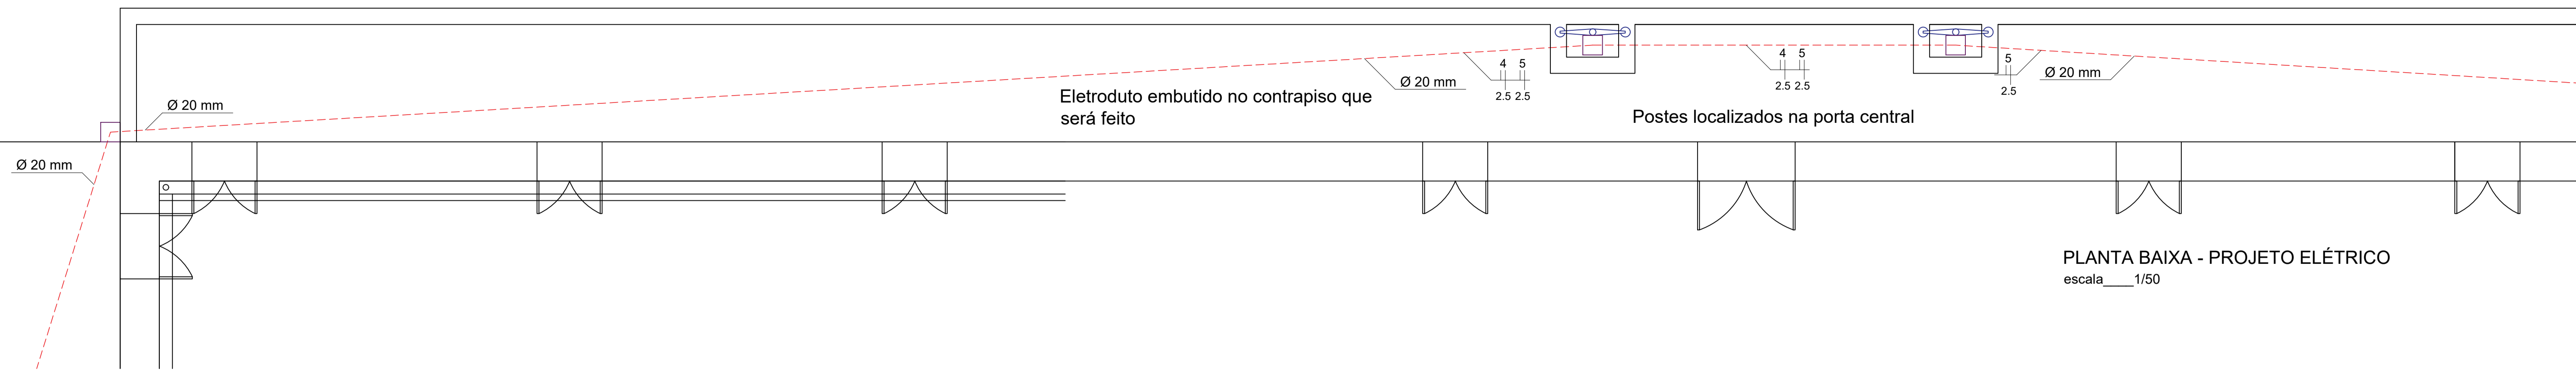 Ø 20 mm
Ø 20 mm
Eletroduto embutido no contrapiso que
será feito
Ø 20 mm
4 5
2.5 2.5
Postes localizados na porta central
4 5
2.5 2.5
5
2.5
Ø 20 mm
PLANTA BAIXA - PROJETO ELÉTRICO
escala____1/50